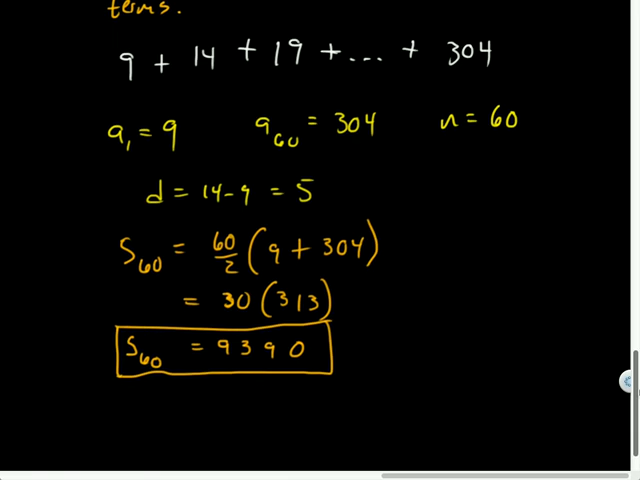 terms.
9 + 14 + 19 + ... + 304
a₁ = 9 a₆₀ = 304 n = 60
d = 14 - 9 = 5
S₆₀ = 60/2 (9 + 304)
= 30 (313)
S₆₀ = 9390